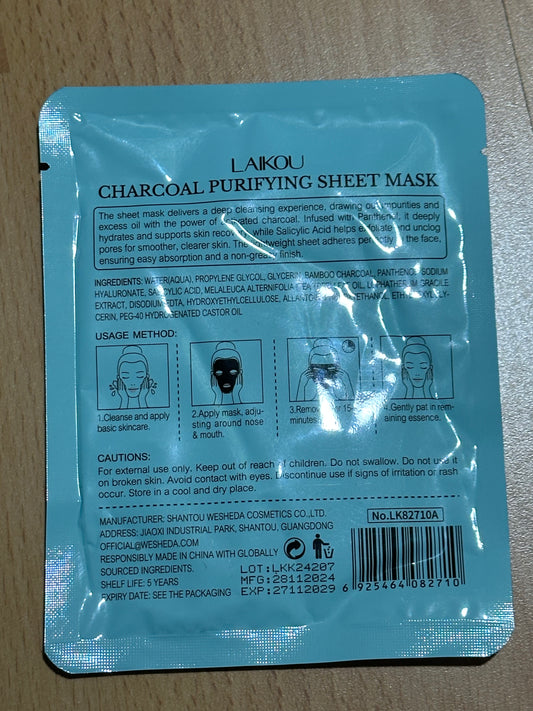 LAIKOU
CHARCOAL PURIFYING SHEET MASK
The sheet mask delivers a deep cleansing experience, drawing out impurities and
excess oil with the power of activated charcoal. Infused with Panthenol, it deeply
hydrates and supports skin recovery, while Salicylic Acid helps exfoliate and unclog
pores for smoother, clearer skin. The lightweight sheet adheres perfectly to the face,
ensuring easy absorption and a non-greasy finish.
INGREDIENTS: WATER(AQUA), PROPYLENE GLYCOL, GLYCERIN, BAMBOO CHARCOAL, PANTHENOL, SODIUM
HYALURONATE, SALICYLIC ACID, MELALEUCA ALTERNIFOLIA (TEA TREE) LEAF OIL, LOPHATHERUM GRACILE
EXTRACT, DISODIUM EDTA, HYDROXYETHYLCELLULOSE,
CERIN, PEG-40 HYDROGENATED CASTOR OIL
USAGE METHOD:
1.Cleanse and apply
basic skincare.
2.Apply mask, adju-
sting around nose
& mouth.
3.Remove 15-
minutes
4.Gently pat in rem-
aining essence.
CAUTIONS:
For external use only. Keep out of reach of children. Do not swallow. Do not use it
on broken skin. Avoid contact with eyes. Discontinue use if signs of irritation or rash
occur. Store in a cool and dry place.
MANUFACTURER: SHANTOU WESHEDA COSMETICS CO.,LTD.
ADDRESS: JIAOXI INDUSTRIAL PARK, SHANTOU, GUANGDONG
OFFICIAL@WESHEDA.COM
RESPONSIBLY MADE IN CHINA WITH GLOBALLY
SOURCED INGREDIENTS.
SHELF LIFE: 5 YEARS
EXPIRY DATE: SEE THE PACKAGING
LOT:LKK24207
MFG:28112024
EXP:27112029
No.LK82710A
6 925464 082710